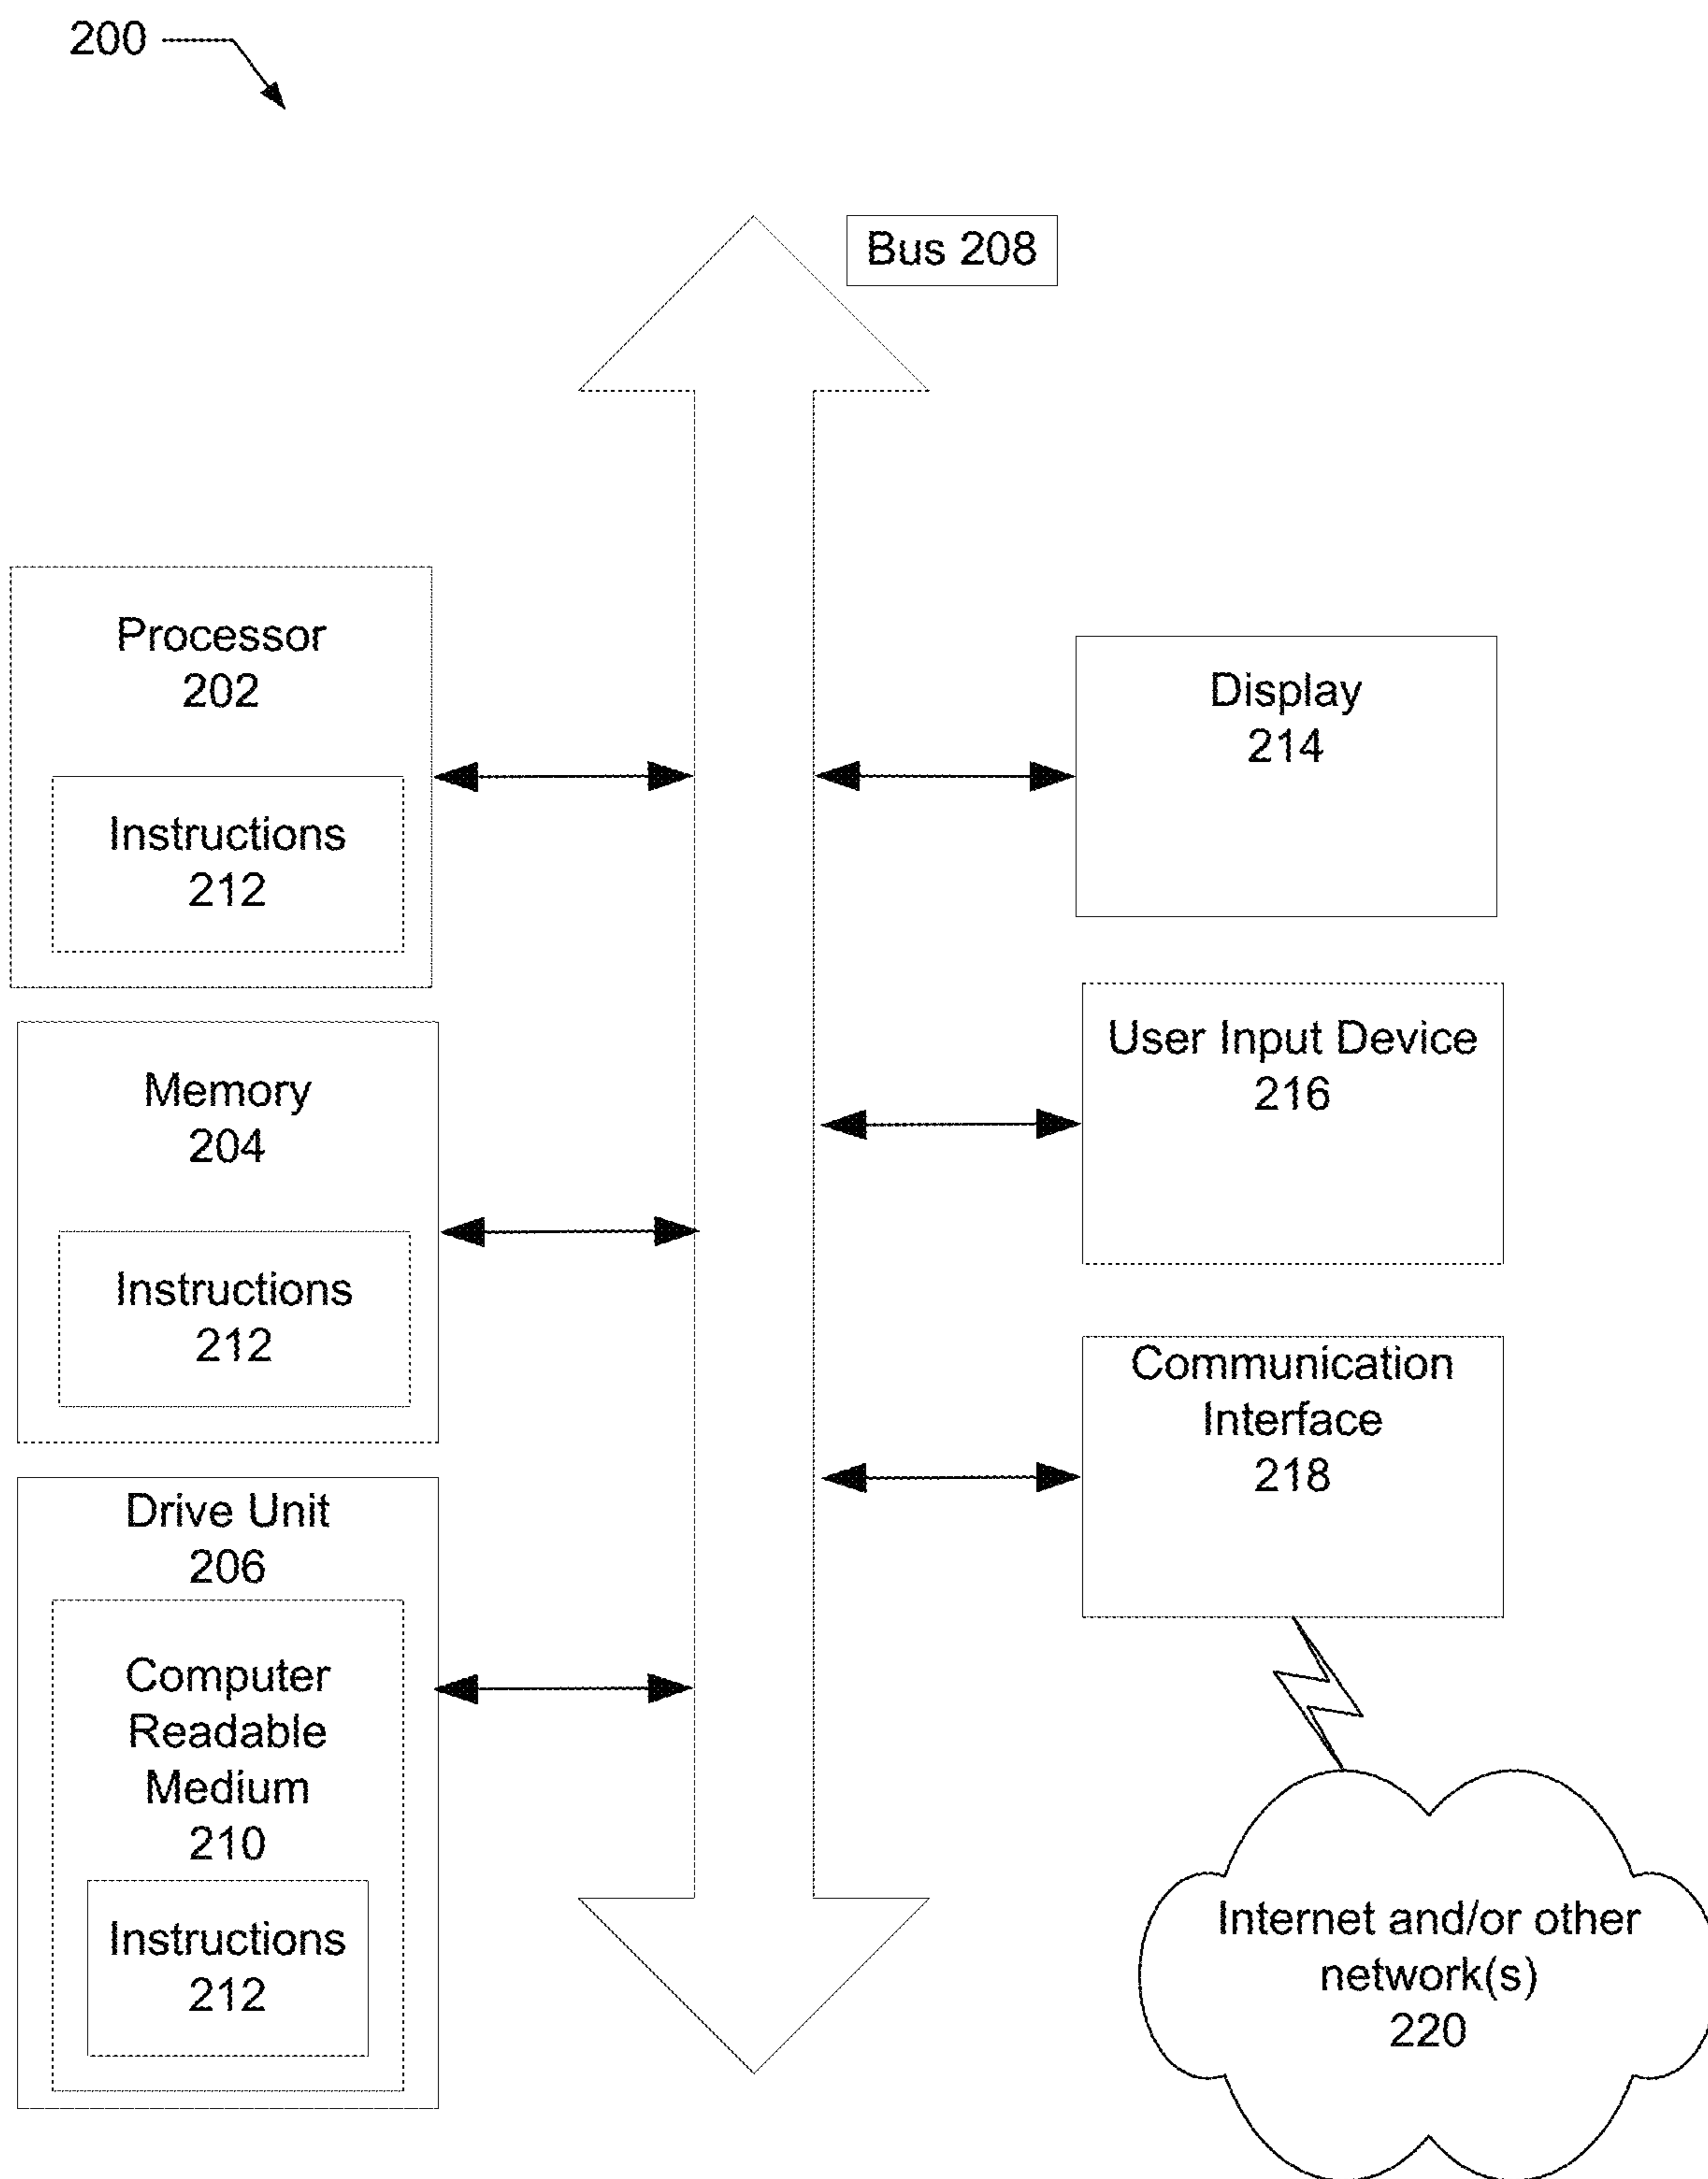 200
Bus 208
Processor
202
Instructions
212
Memory
204
Instructions
212
Drive Unit
206
Computer
Readable
Medium
210
Instructions
212
Display
214
User Input Device
216
Communication
Interface
218
Internet and/or other
network(s)
220